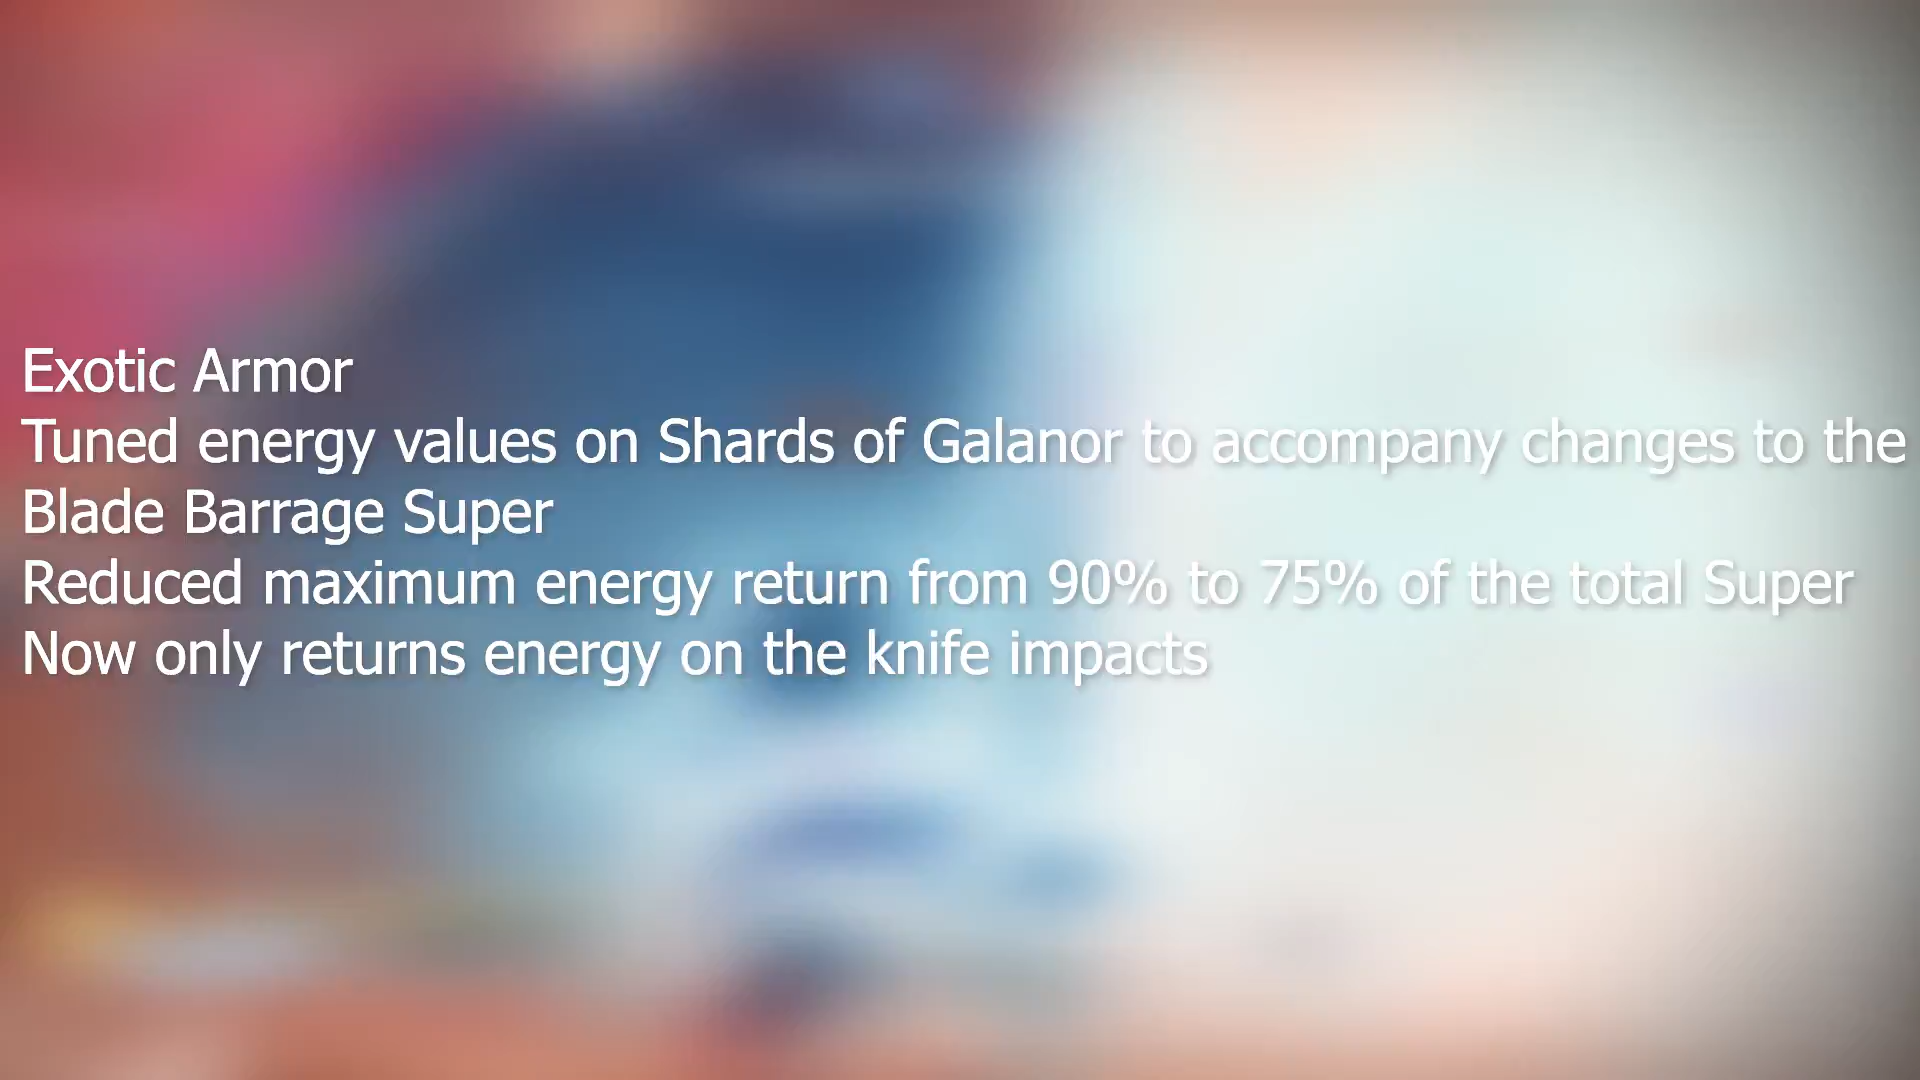 Exotic Armor
Tuned energy values on Shards of Galanor to accompany changes to the
Blade Barrage Super
Reduced maximum energy return from 90% to 75% of the total Super
Now only returns energy on the knife impacts